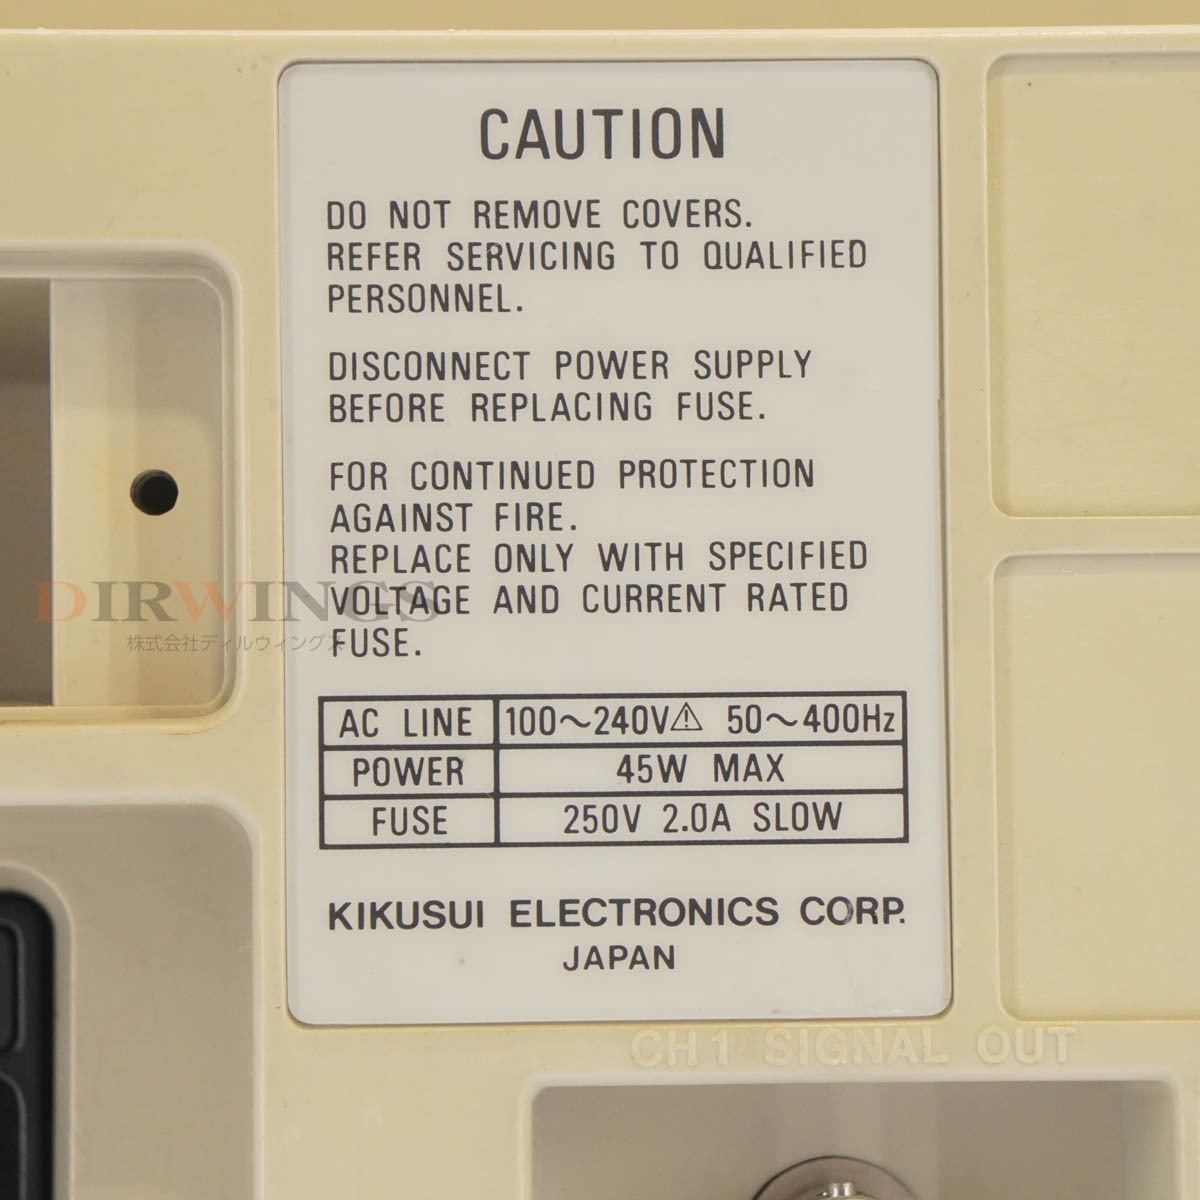 CAUTION
DO NOT REMOVE COVERS.
REFER SERVICING TO QUALIFIED
PERSONNEL.
DISCONNECT POWER SUPPLY
BEFORE REPLACING FUSE.
FOR CONTINUED PROTECTION
AGAINST FIRE.
REPLACE ONLY WITH SPECIFIED
VOLTAGE AND CURRENT RATED
FUSE.
DIRWINGS
株式会社ディルウィングス
AC LINE 100～240V⚠ 50～400Hz
POWER 45W MAX
FUSE 250V 2.0A SLOW
KIKUSUI ELECTRONICS CORP.
JAPAN
CH1 SIGNAL OUT